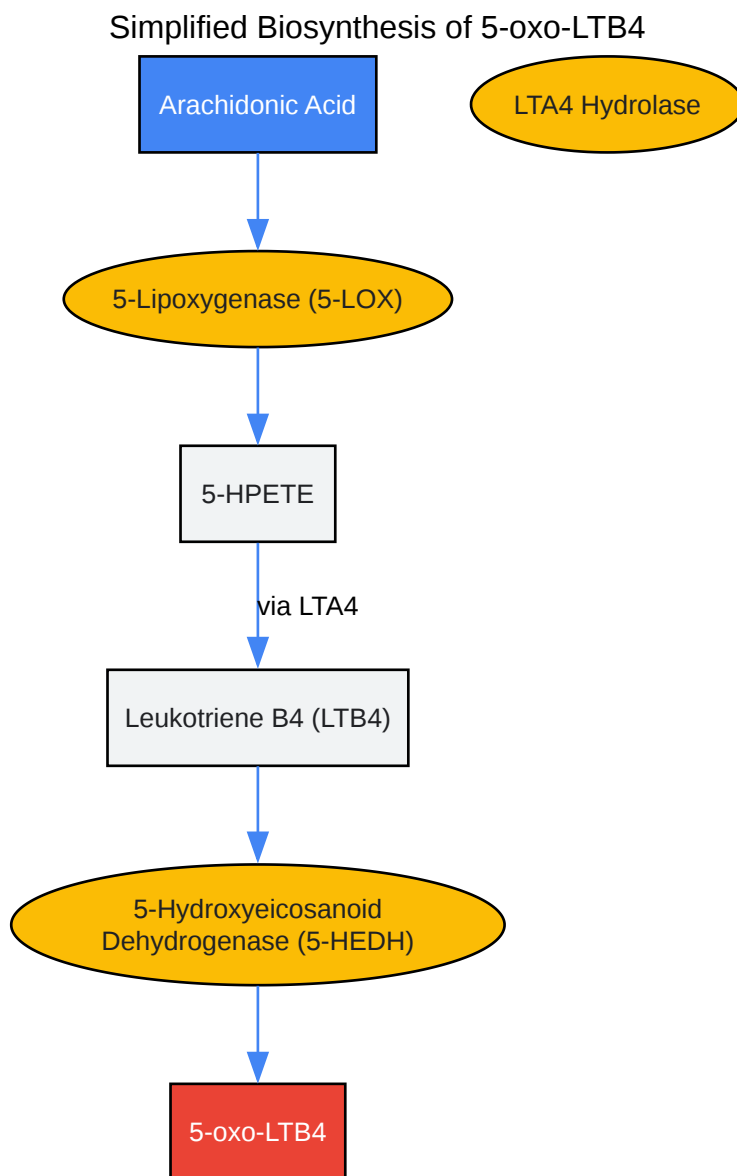 Simplified Biosynthesis of 5-oxo-LTB4
Arachidonic Acid
LTA4 Hydrolase
5-Lipoxygenase (5-LOX)
5-HPETE
via LTA4
Leukotriene B4 (LTB4)
5-Hydroxyeicosanoid
Dehydrogenase (5-HEDH)
5-oxo-LTB4